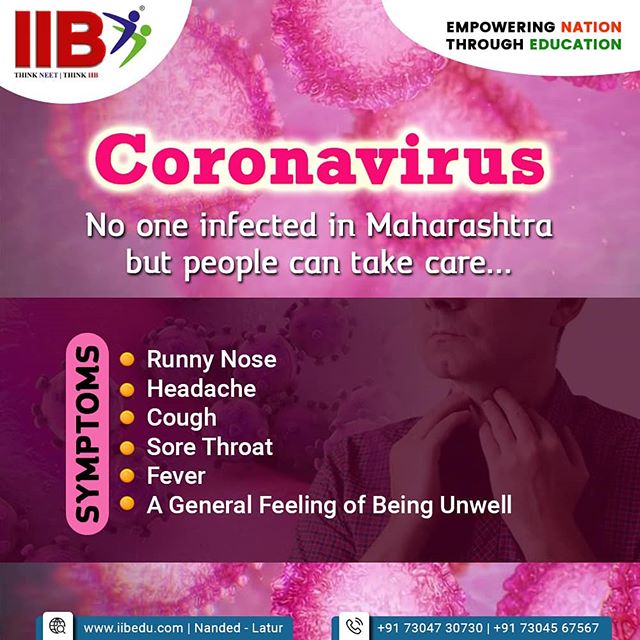 IIB
THINK NEET | THINK IIB
EMPOWERING NATION
THROUGH EDUCATION
Coronavirus
No one infected in Maharashtra
but people can take care...
SYMPTOMS
Runny Nose
Headache
Cough
Sore Throat
Fever
A General Feeling of Being Unwell
www.iibedu.com | Nanded - Latur
+91 73047 30730 | +91 73045 67567